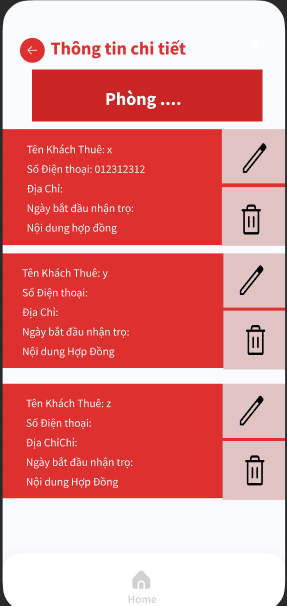 Thông tin chi tiết
Phòng ....
Tên Khách Thuê: x
Số Điện thoại: 012312312
Địa Chỉ:
Ngày bắt đầu nhận trọ:
Nội dung hợp đồng
Tên Khách Thuê: y
Số Điện thoại:
Địa Chỉ:
Ngày bắt đầu nhận trọ:
Nội dung Hợp Đồng
Tên Khách Thuê: z
Số Điện thoại:
Địa ChỉChỉ:
Ngày bắt đầu nhận trọ:
Nội dung Hợp Đồng
Home